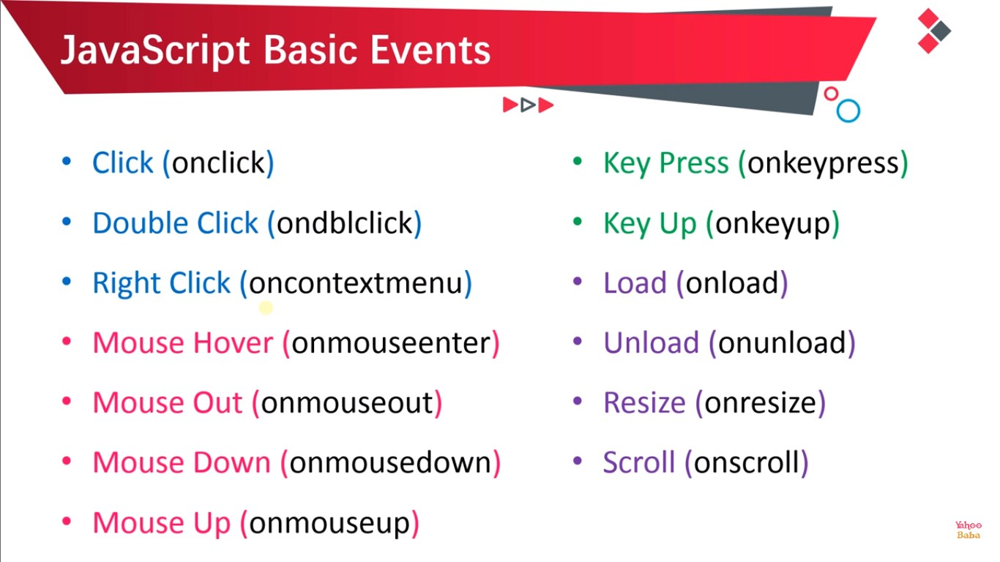 JavaScript Basic Events
• Click (onclick)
• Double Click (ondblclick)
• Right Click (oncontextmenu)
• Mouse Hover (onmouseenter)
• Mouse Out (onmouseout)
• Mouse Down (onmousedown)
• Mouse Up (onmouseup)
• Key Press (onkeypress)
• Key Up (onkeyup)
• Load (onload)
• Unload (onunload)
• Resize (onresize)
• Scroll (onscroll)
Yahoo
Baba